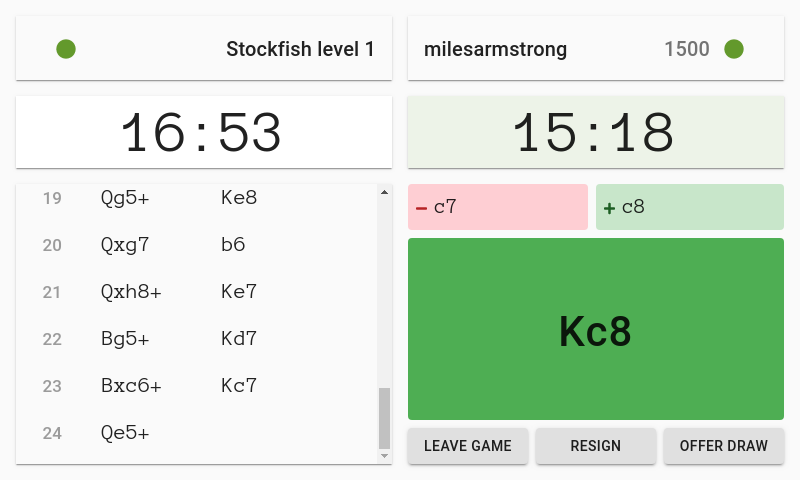 Stockfish level 1
milesarmstrong 1500
16:53
15:18
19 Qg5+ Ke8
20 Qxg7 b6
21 Qxh8+ Ke7
22 Bg5+ Kd7
23 Bxc6+ Kc7
24 Qe5+
− c7
+ c8
Kc8
LEAVE GAME
RESIGN
OFFER DRAW